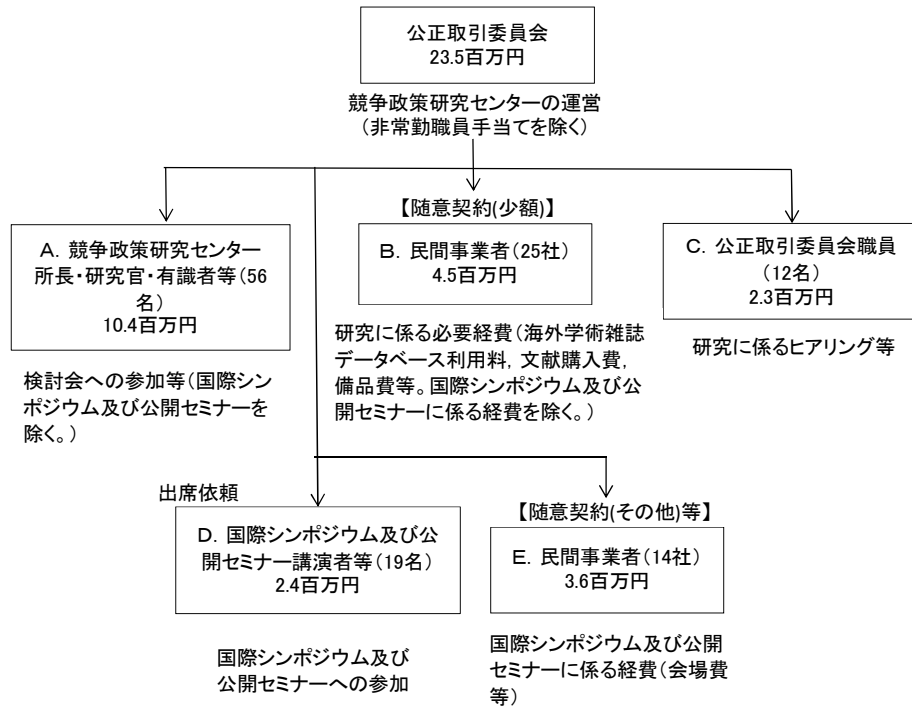 公正取引委員会
23.5百万円
競争政策研究センターの運営
（非常勤職員手当てを除く）
【随意契約(少額)】
A．競争政策研究センター
所長・研究官・有識者等（56
名）
10.4百万円
B．民間事業者（25社）
4.5百万円
C．公正取引委員会職員
（12名）
2.3百万円
検討会への参加等（国際シン
ポジウム及び公開セミナーを
除く。）
研究に係る必要経費（海外学術雑誌
データベース利用料，文献購入費，
備品費等。国際シンポジウム及び公
開セミナーに係る経費を除く。）
研究に係るヒアリング等
出席依頼
D．国際シンポジウム及び公
開セミナー講演者等（19名）
2.4百万円
【随意契約(その他)等】
E．民間事業者（14社）
3.6百万円
国際シンポジウム及び
公開セミナーへの参加
国際シンポジウム及び公開
セミナーに係る経費（会場費
等）